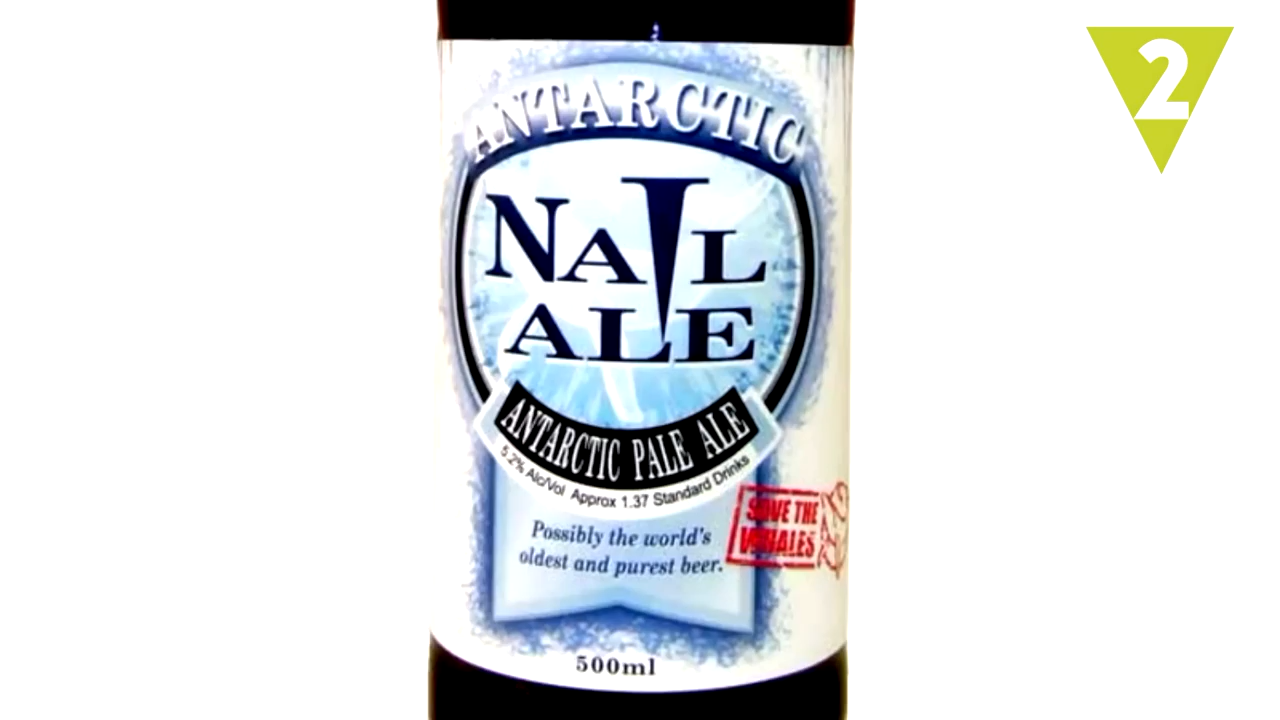 2
ANTARCTIC
NAIL
ALE
ANTARCTIC PALE ALE
5.2% Alc/Vol Approx 1.37 Standard Drinks
SAVE THE
WHALES
Possibly the world's
oldest and purest beer.
500ml